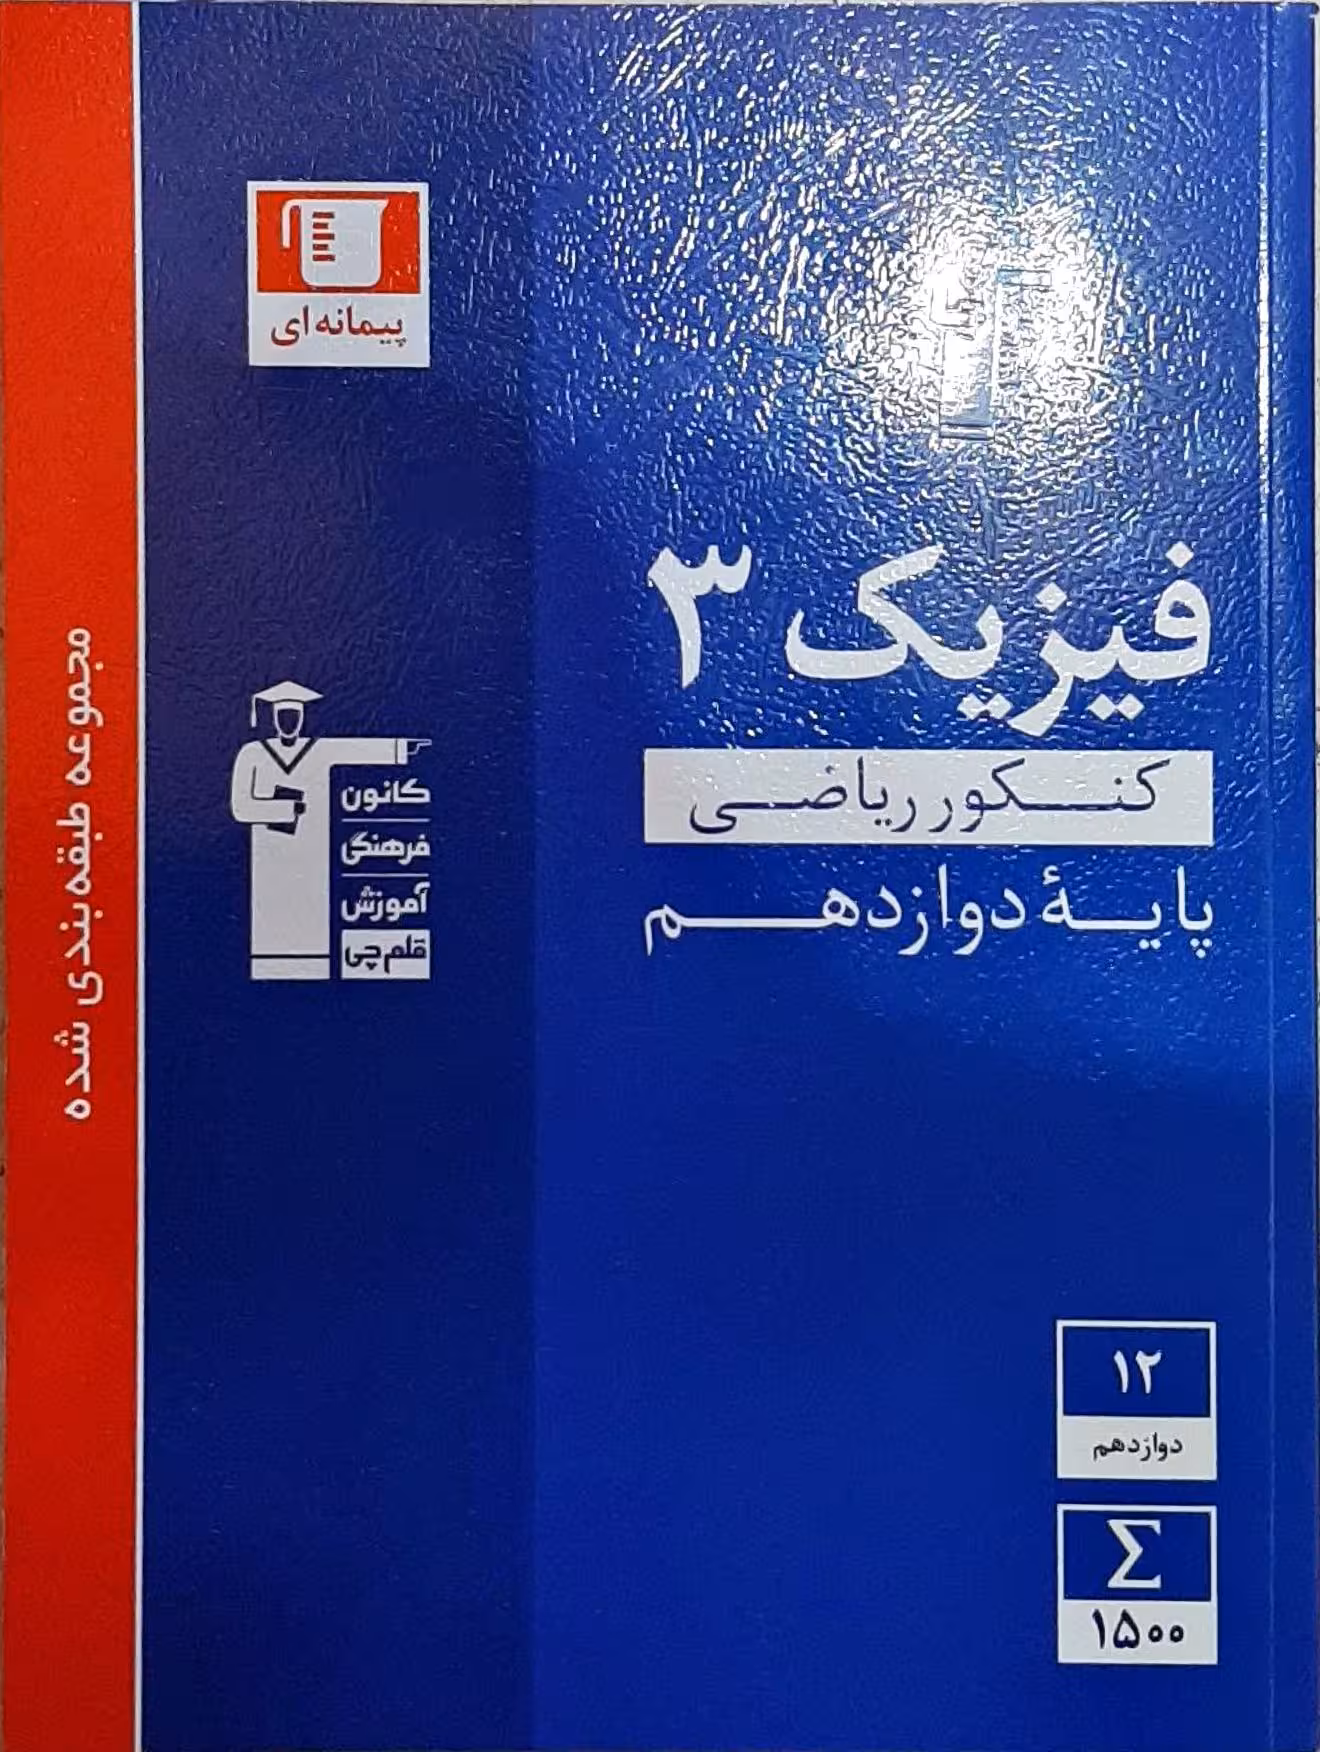 پیمانه‌ای
فیزیک ۳
کنکور ریاضی
پایهٔ دوازدهم
کانون
فرهنگی
آموزش
قلم‌چی
مجموعه طبقه‌بندی شده
۱۲
دوازدهم
Σ
۱۵۰۰